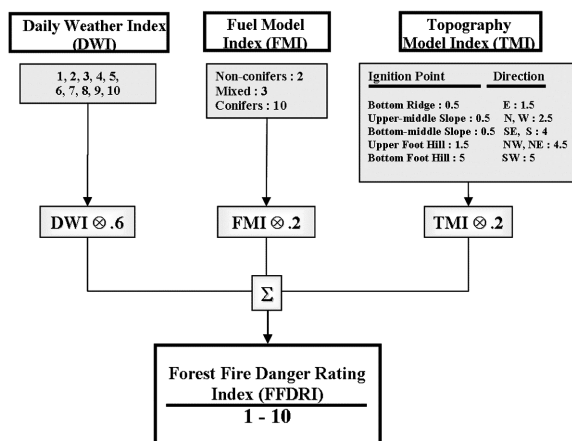 Daily Weather Index
(DWI)
Fuel Model
Index (FMI)
Topography
Model Index (TMI)
1, 2, 3, 4, 5,
6, 7, 8, 9, 10
Non-conifers : 2
Mixed : 3
Conifers : 10
Ignition Point Direction
Bottom Ridge : 0.5 E : 1.5
Upper-middle Slope : 0.5 N, W : 2.5
Bottom-middle Slope : 0.5 SE, S : 4
Upper Foot Hill : 1.5 NW, NE : 4.5
Bottom Foot Hill : 5 SW : 5
DWI ⊗ .6
FMI ⊗ .2
TMI ⊗ .2
Σ
Forest Fire Danger Rating
Index (FFDRI)
1 - 10